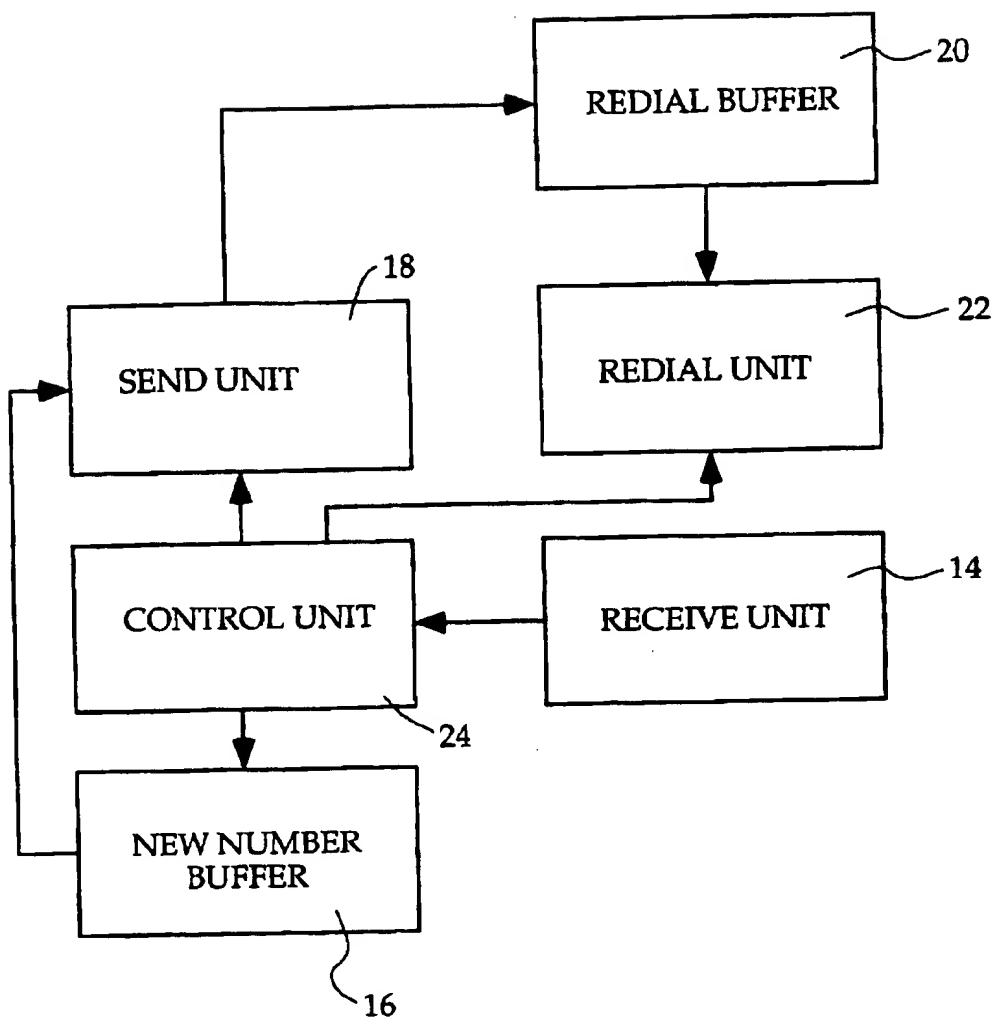 20
REDIAL BUFFER
18
22
SEND UNIT
REDIAL UNIT
14
CONTROL UNIT
RECEIVE UNIT
24
NEW NUMBER
BUFFER
16